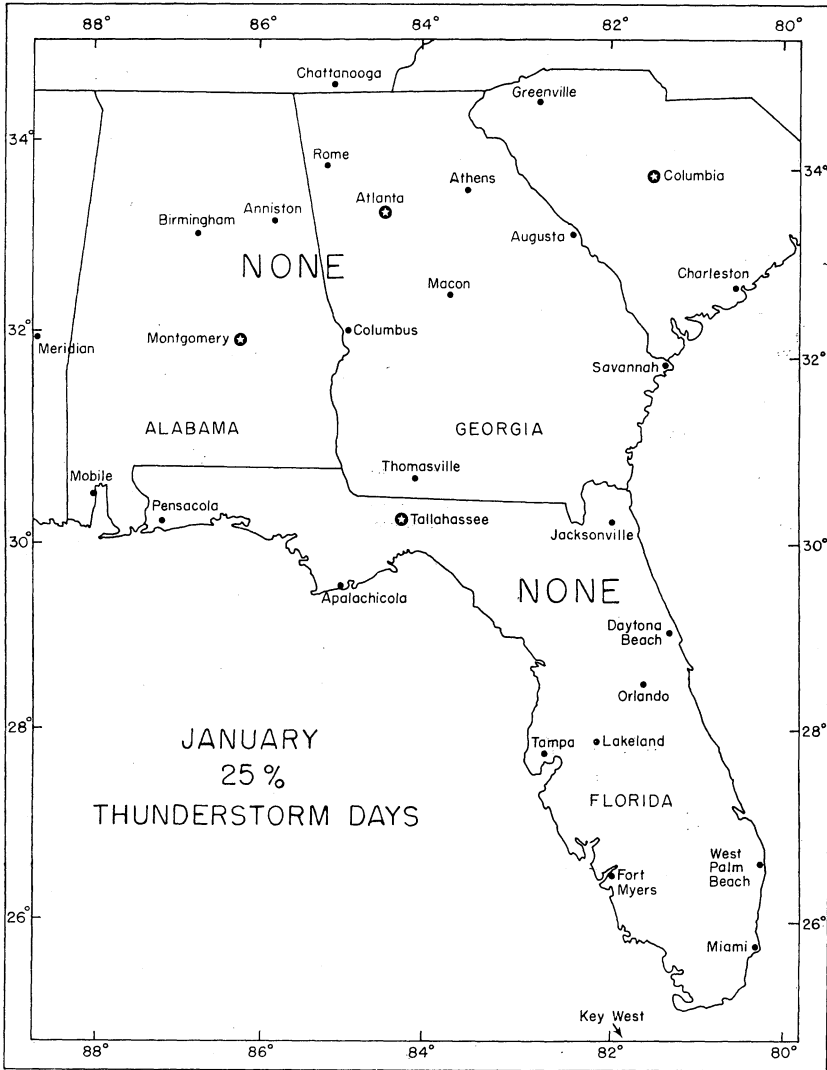 88° 86° 84° 82° 80°
Chattanooga
Greenville
34°
Rome
34°
Athens
Columbia
Atlanta
Anniston
Birmingham
Augusta
NONE
Charleston
Macon
32°
Columbus
Montgomery
Meridian
32°
Savannah
ALABAMA
GEORGIA
Thomasville
Mobile
Pensacola
Tallahassee
Jacksonville
30°
30°
NONE
Apalachicola
Daytona
Beach
Orlando
28°
28°
JANUARY
25%
THUNDERSTORM DAYS
Tampa
Lakeland
FLORIDA
West
Palm
Beach
Fort
Myers
26°
26°
Miami
Key West
88° 86° 84° 82° 80°